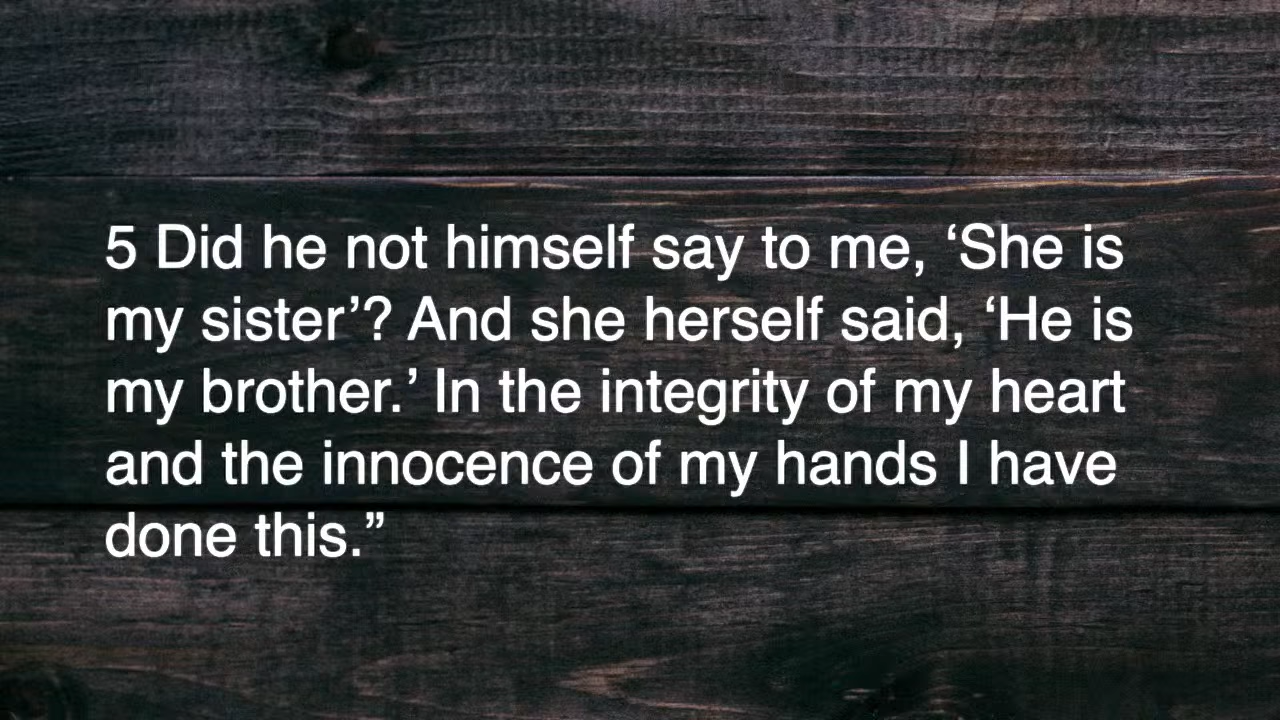 5 Did he not himself say to me, ‘She is
my sister’? And she herself said, ‘He is
my brother.’ In the integrity of my heart
and the innocence of my hands I have
done this.”